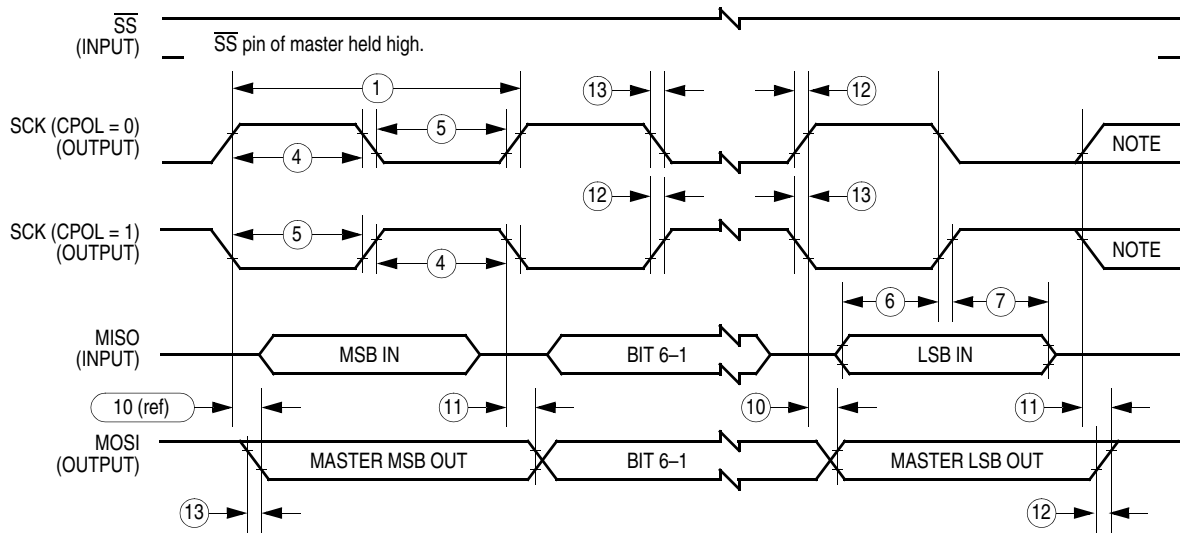 SS
(INPUT)
SS pin of master held high.
1
13
12
SCK (CPOL = 0)
(OUTPUT)
5
4
NOTE
12
13
SCK (CPOL = 1)
(OUTPUT)
5
4
NOTE
6
7
MISO
(INPUT)
MSB IN
BIT 6–1
LSB IN
10 (ref)
11
10
11
MOSI
(OUTPUT)
MASTER MSB OUT
BIT 6–1
MASTER LSB OUT
13
12